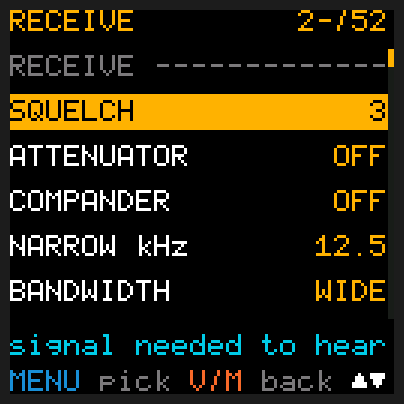 RECEIVE 2-/52
RECEIVE -------------
SQUELCH 3
ATTENUATOR OFF
COMPANDER OFF
NARROW kHz 12.5
BANDWIDTH WIDE
signal needed to hear
MENU pick V/M back ▲▼